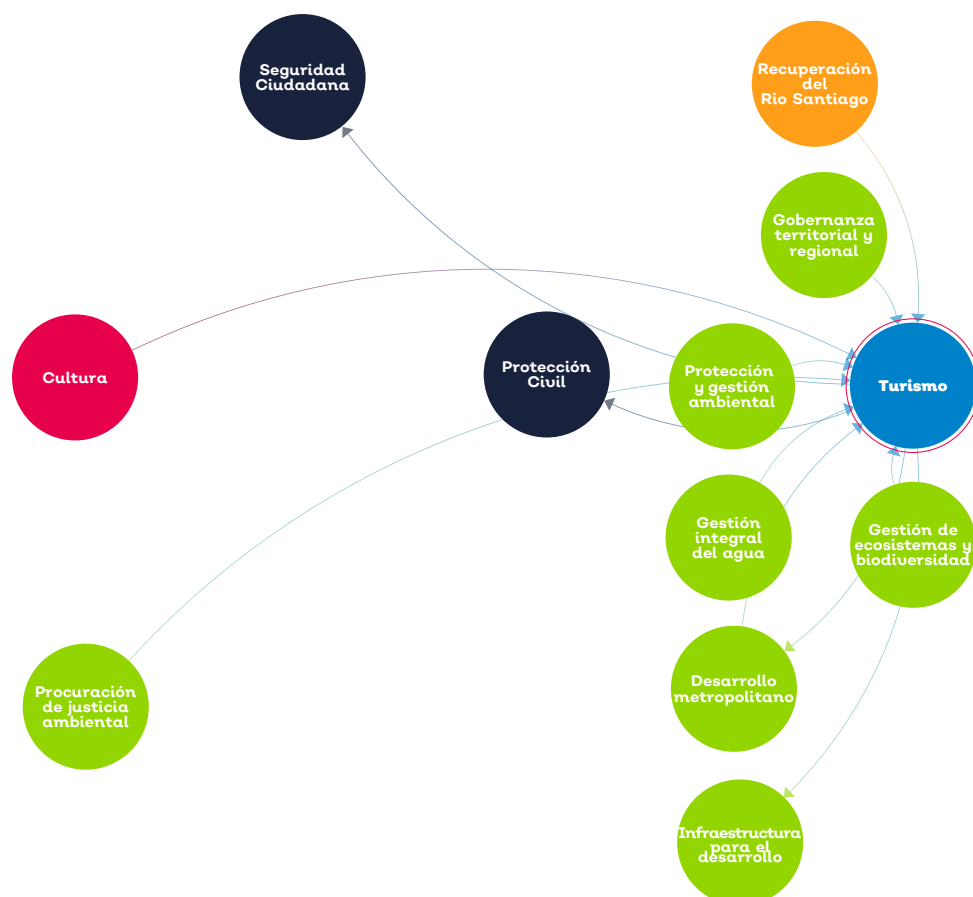 Seguridad
Ciudadana
Recuperación
del
Rio Santiago
Gobernanza
territorial y
regional
Cultura
Protección
Civil
Protección
y gestión
ambiental
Turismo
Gestión
integral
del agua
Gestión de
ecosistemas y
biodiversidad
Procuración
de justicia
ambiental
Desarrollo
metropolitano
Infraestructura
para el
desarrollo